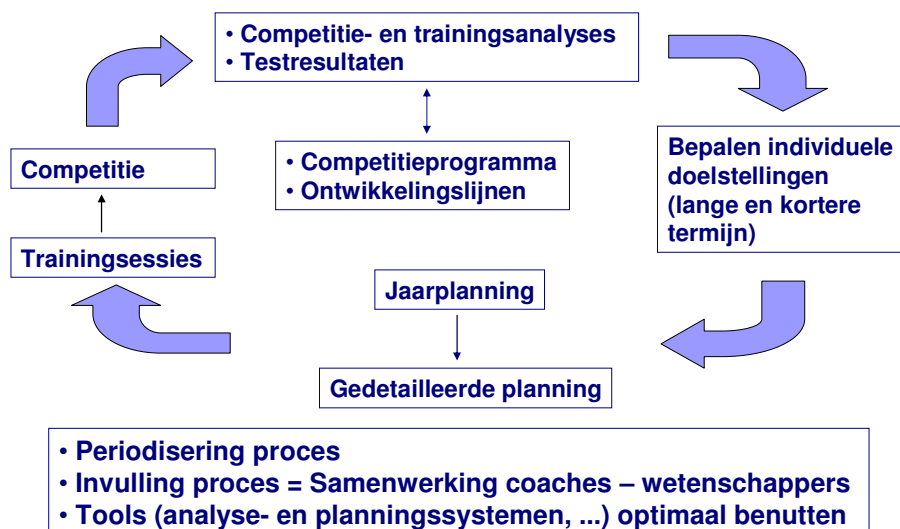 • Competitie- en trainingsanalyses
• Testresultaten
Competitie
• Competitieprogramma
• Ontwikkelingslijnen
Bepalen individuele
doelstellingen
(lange en kortere
termijn)
Trainingsessies
Jaarplanning
Gedetailleerde planning
• Periodisering proces
• Invulling proces = Samenwerking coaches – wetenschappers
• Tools (analyse- en planningssystemen, ...) optimaal benutten